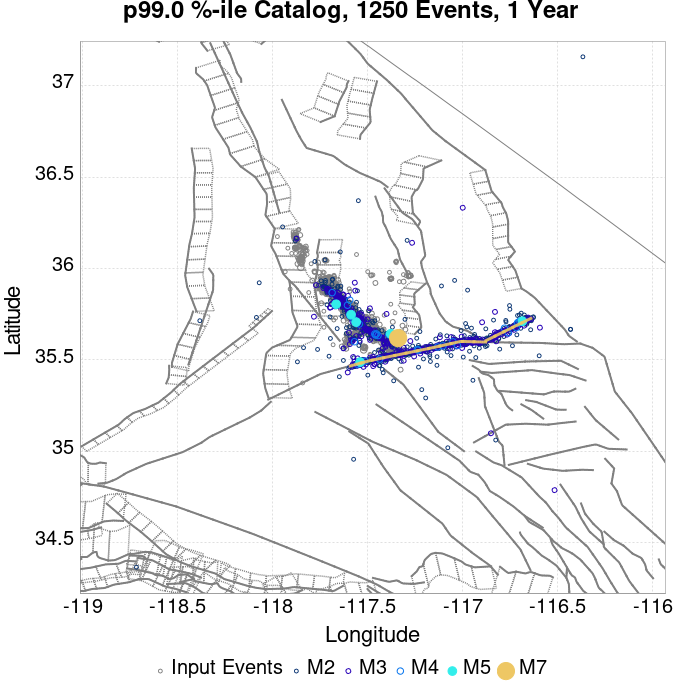 p99.0 %-ile Catalog, 1250 Events, 1 Year
37
36.5
36
35.5
35
34.5
Latitude
-119 -118.5 -118 -117.5 -117 -116.5 -116
Longitude
Input Events M2 M3 M4 M5 M7